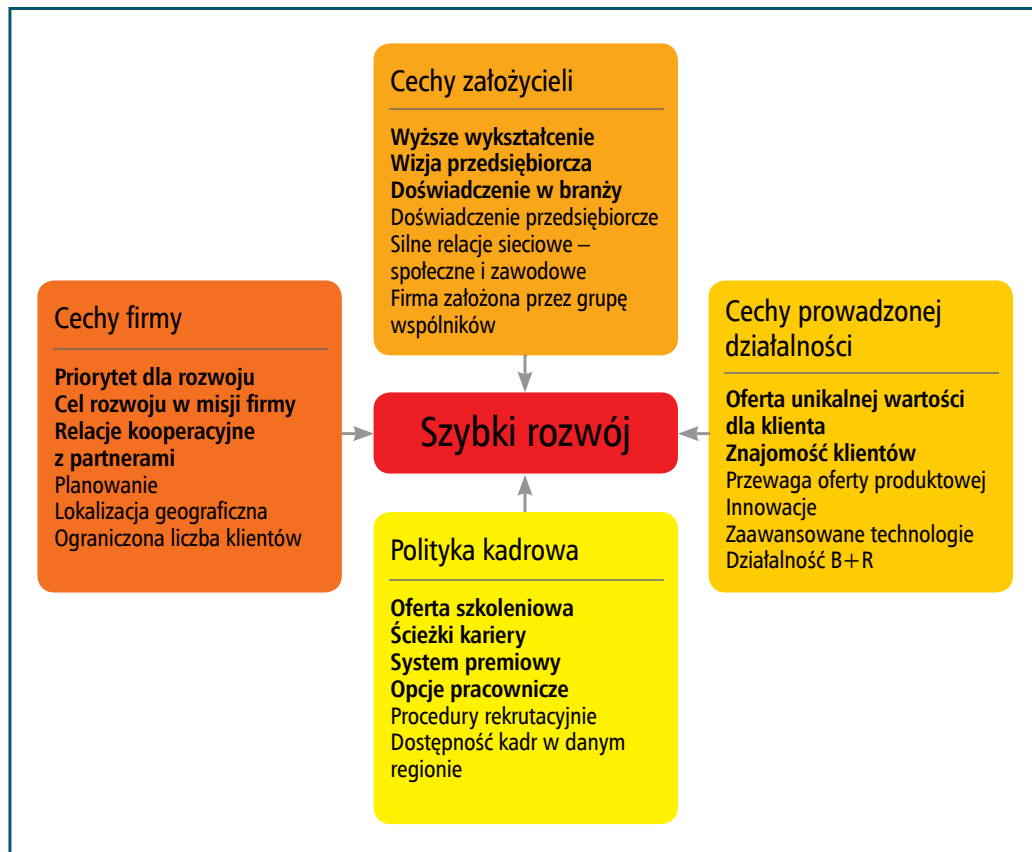 Cechy założycieli
Wyższe wykształcenie
Wizja przedsiębiorcza
Doświadczenie w branży
Doświadczenie przedsiębiorcze
Silne relacje sieciowe –
społeczne i zawodowe
Firma założona przez grupę
wspólników
Cechy firmy
Priorytet dla rozwoju
Cel rozwoju w misji firmy
Relacje kooperacyjne
z partnerami
Planowanie
Lokalizacja geograficzna
Ograniczona liczba klientów
Szybki rozwój
Cechy prowadzonej
działalności
Oferta unikalnej wartości
dla klienta
Znajomość klientów
Przewaga oferty produktowej
Innowacje
Zaawansowane technologie
Działalność B+R
Polityka kadrowa
Oferta szkoleniowa
Ścieżki kariery
System premiowy
Opcje pracownicze
Procedury rekrutacyjnie
Dostępność kadr w danym
regionie